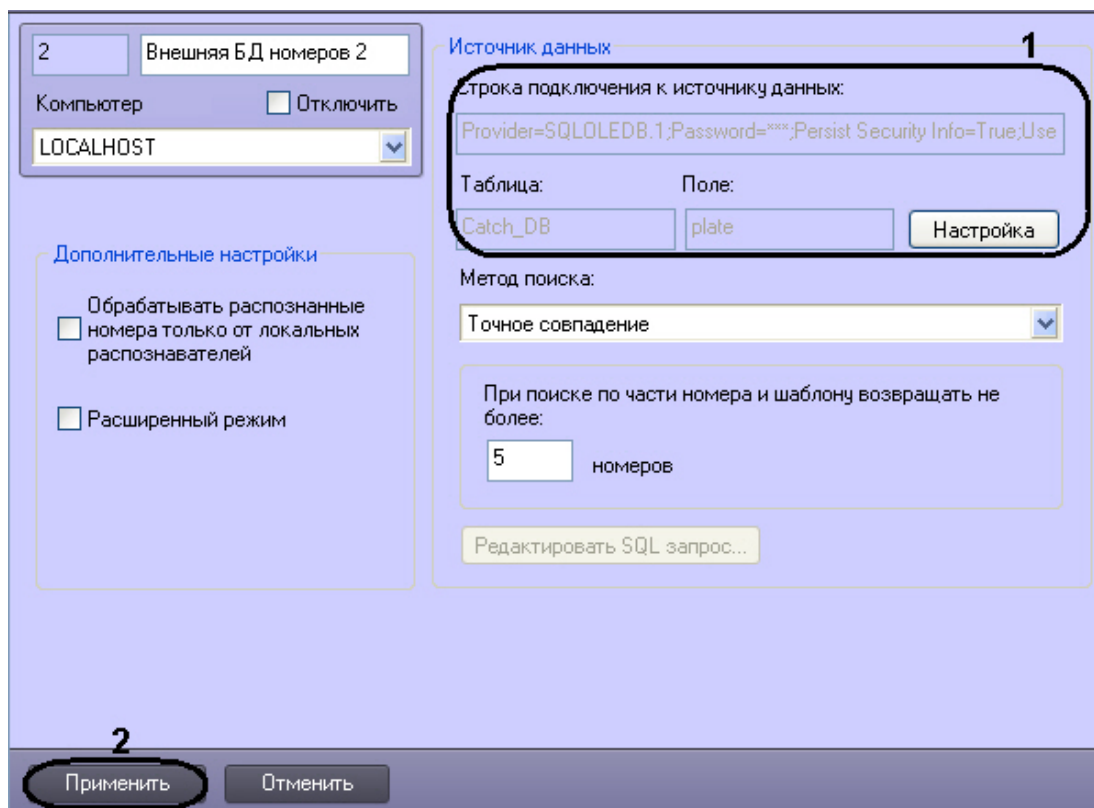 2
Внешняя БД номеров 2
Компьютер
Отключить
LOCALHOST
Дополнительные настройки
Обрабатывать распознанные
номера только от локальных
распознавателей
Расширенный режим
Источник данных
1
Строка подключения к источнику данных:
Provider=SQLOLEDB.1;Password=***;Persist Security Info=True;Use
Таблица:
Поле:
Catch_DB
plate
Настройка
Метод поиска:
Точное совпадение
При поиске по части номера и шаблону возвращать не
более:
5
номеров
Редактировать SQL запрос...
2
Применить
Отменить